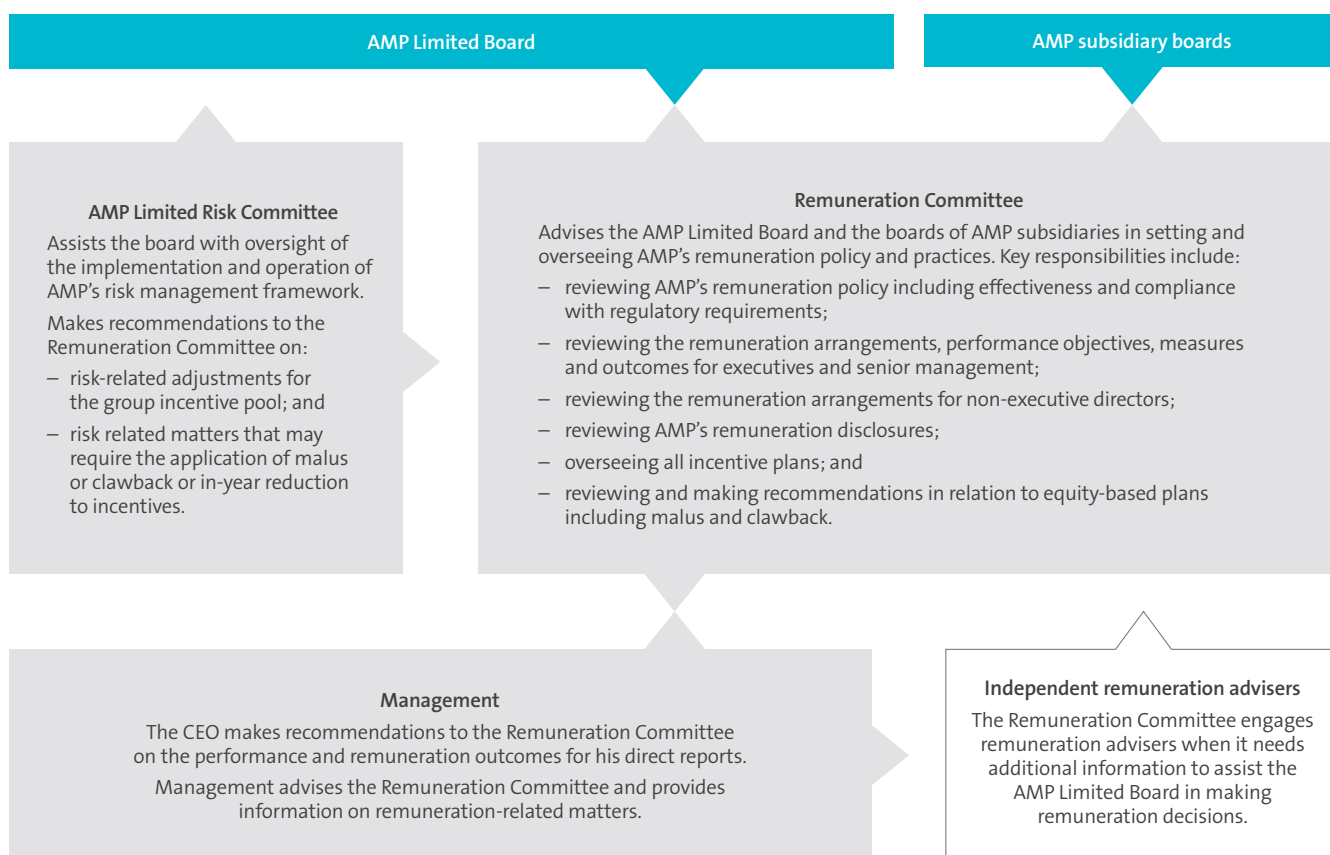 AMP Limited Board
AMP subsidiary boards
AMP Limited Risk Committee
Assists the board with oversight of
the implementation and operation of
AMP’s risk management framework.
Makes recommendations to the
Remuneration Committee on:
– risk-related adjustments for
the group incentive pool; and
– risk related matters that may
require the application of malus
or clawback or in-year reduction
to incentives.
Remuneration Committee
Advises the AMP Limited Board and the boards of AMP subsidiaries in setting and
overseeing AMP’s remuneration policy and practices. Key responsibilities include:
– reviewing AMP’s remuneration policy including effectiveness and compliance
with regulatory requirements;
– reviewing the remuneration arrangements, performance objectives, measures
and outcomes for executives and senior management;
– reviewing the remuneration arrangements for non-executive directors;
– reviewing AMP’s remuneration disclosures;
– overseeing all incentive plans; and
– reviewing and making recommendations in relation to equity-based plans
including malus and clawback.
Management
The CEO makes recommendations to the Remuneration Committee
on the performance and remuneration outcomes for his direct reports.
Management advises the Remuneration Committee and provides
information on remuneration-related matters.
Independent remuneration advisers
The Remuneration Committee engages
remuneration advisers when it needs
additional information to assist the
AMP Limited Board in making
remuneration decisions.